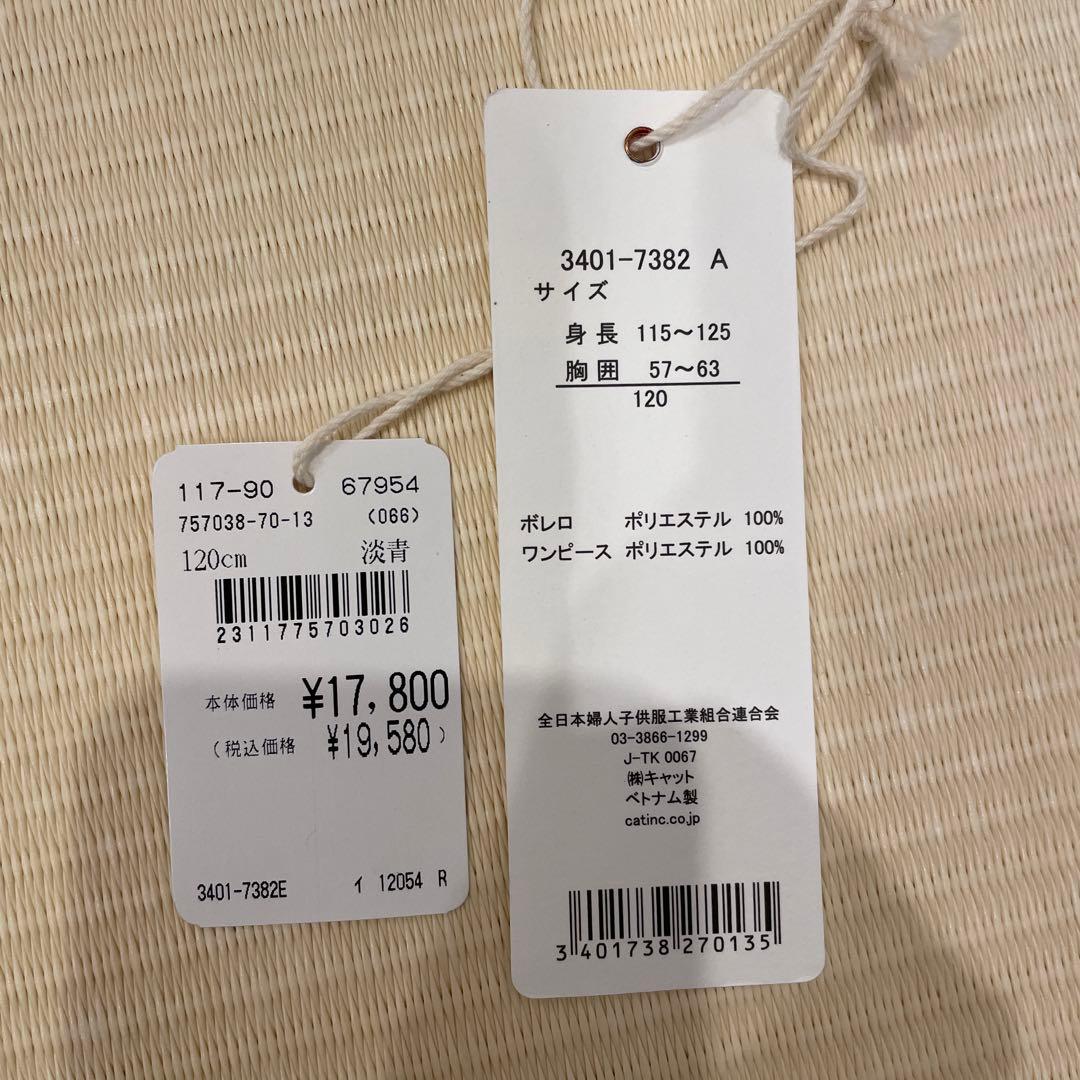 117-90 67954
757038-70-13 (066)
120cm 淡青
2311775703026
本体価格 ¥17,800
(税込価格 ¥19,580)
3401-7382E イ 12054 R
3401-7382 A
サイズ
身長 115～125
胸囲 57～63
120
ボレロ ポリエステル 100%
ワンピース ポリエステル 100%
全日本婦人子供服工業組合連合会
03-3866-1299
J-TK 0067
㈱キャット
ベトナム製
catinc.co.jp
3 401738 270135